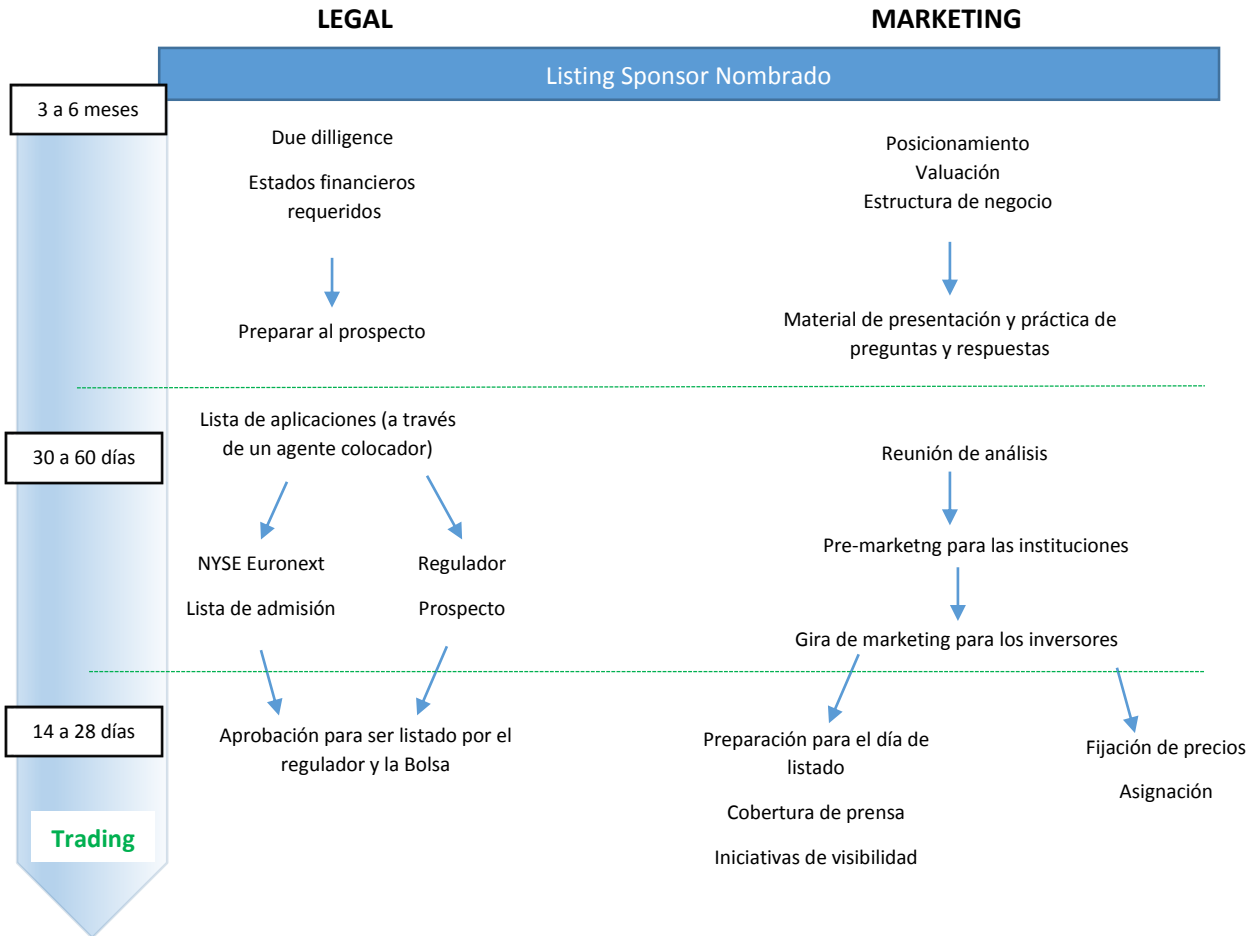 LEGAL
MARKETING
Listing Sponsor Nombrado
3 a 6 meses
Due dilligence
Estados financieros
requeridos
Preparar al prospecto
Posicionamiento
Valuación
Estructura de negocio
Material de presentación y práctica de
preguntas y respuestas
30 a 60 días
Lista de aplicaciones (a través
de un agente colocador)
NYSE Euronext
Lista de admisión
Regulador
Prospecto
Reunión de análisis
Pre-marketng para las instituciones
Gira de marketing para los inversores
14 a 28 días
Aprobación para ser listado por el
regulador y la Bolsa
Preparación para el día de
listado
Cobertura de prensa
Iniciativas de visibilidad
Fijación de precios
Asignación
Trading